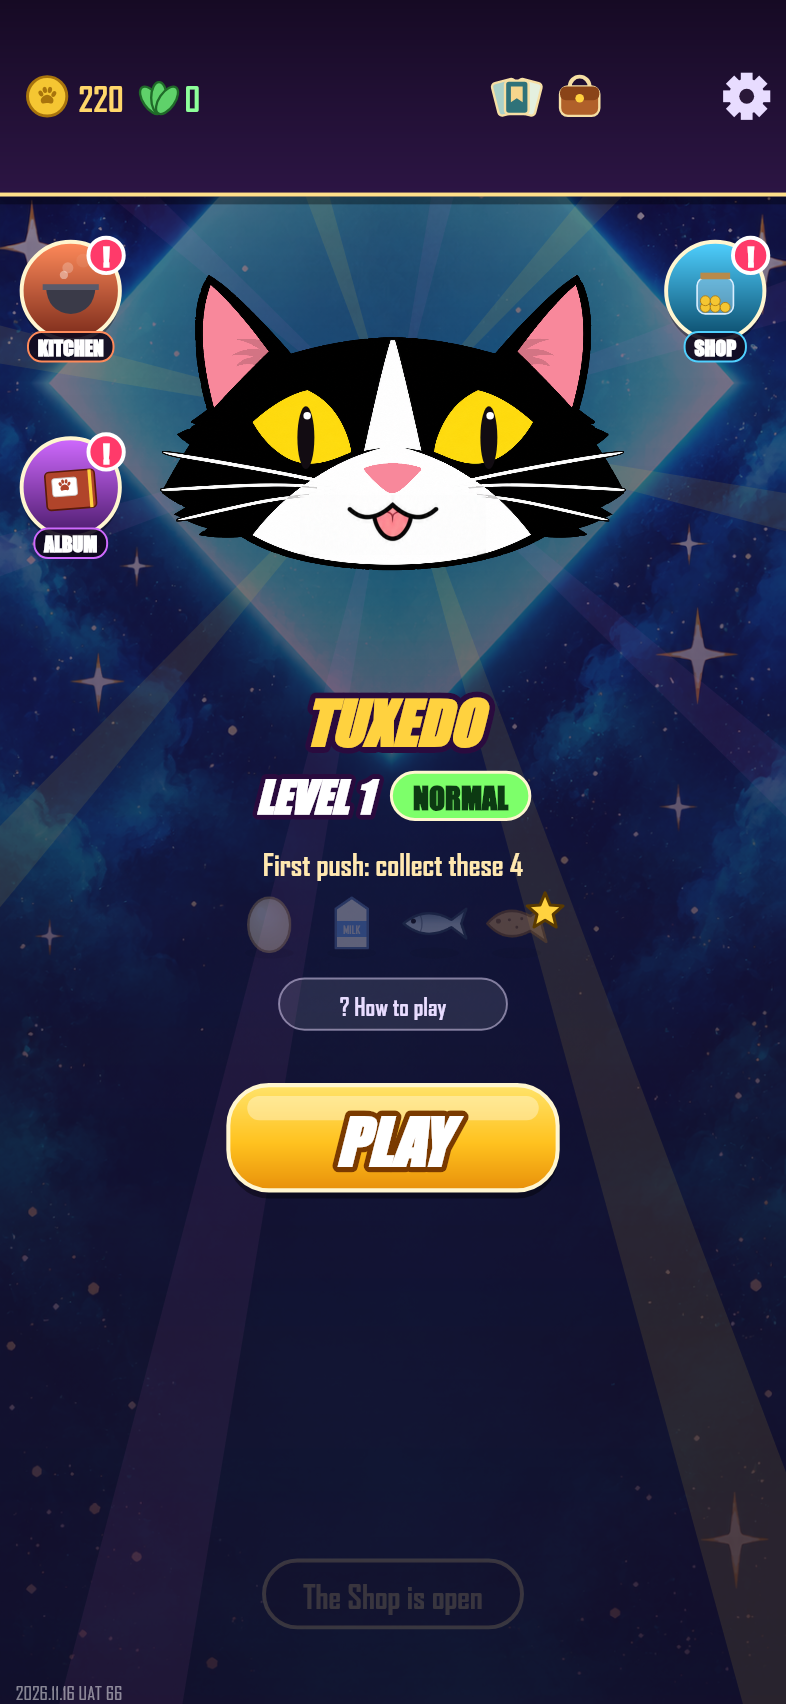 220
0
!
!
KITCHEN
SHOP
!
ALBUM
TUXEDO
LEVEL 1
NORMAL
First push: collect these 4
MILK
? How to play
PLAY
The Shop is open
2026.11.16 UAT 66